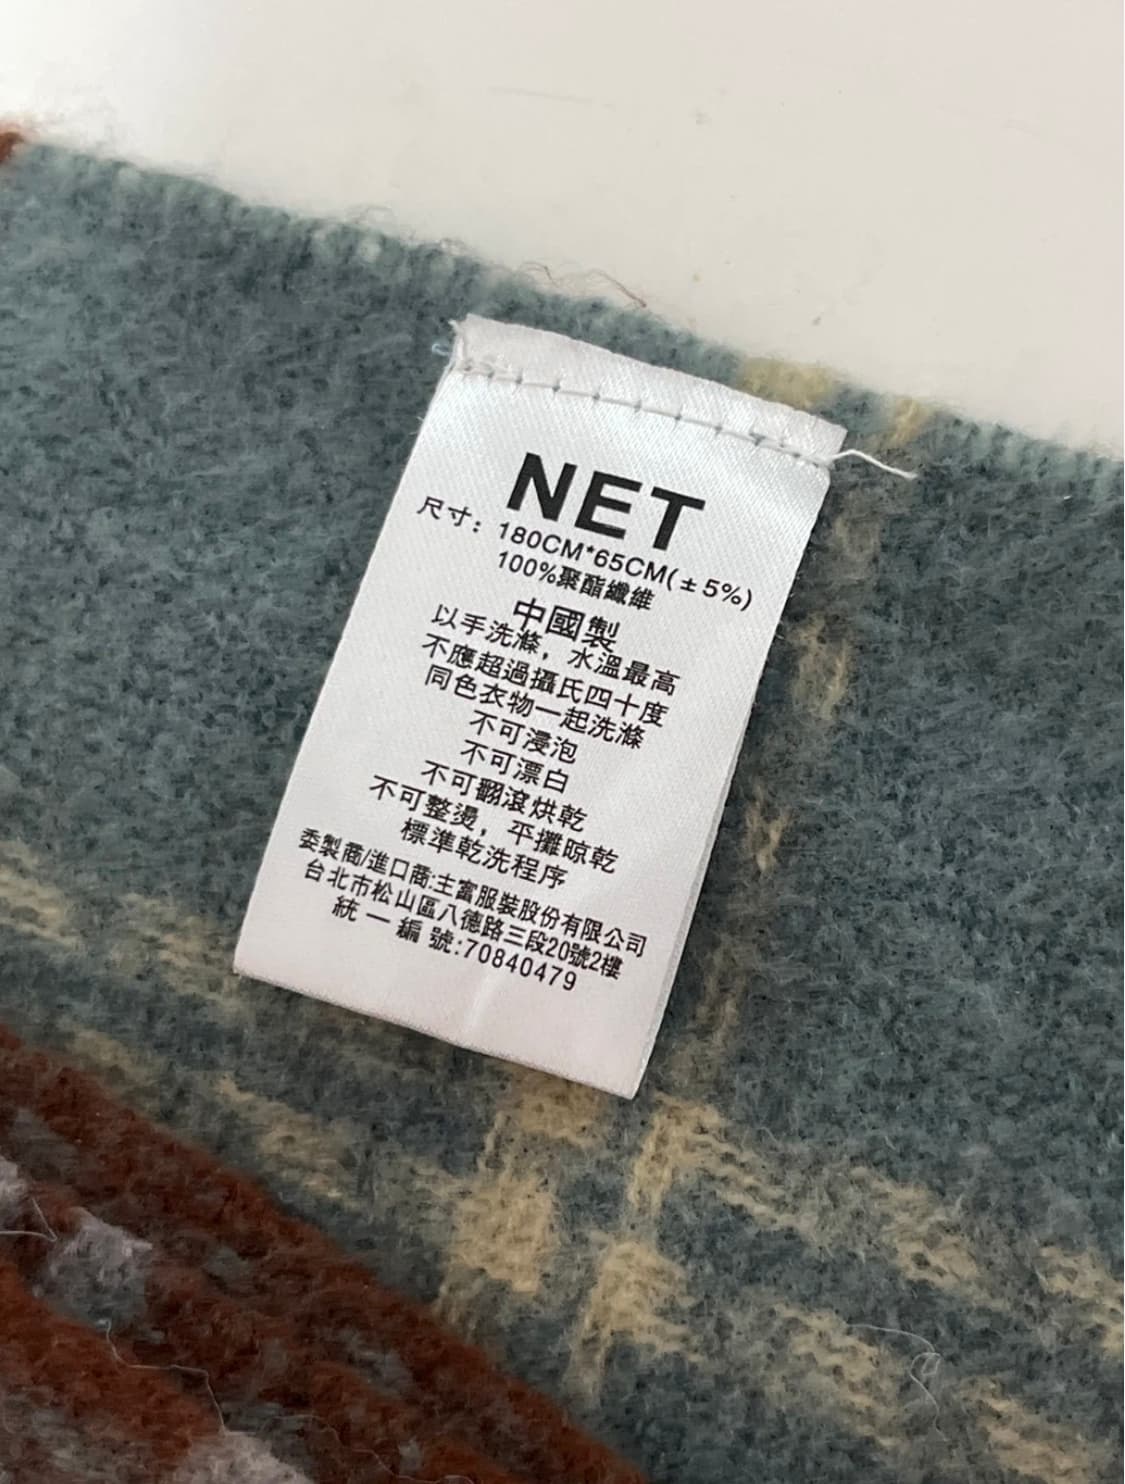 NET
尺寸：180CM*65CM(±5%)
100%聚酯纖維
中國製
以手洗滌，水溫最高
不應超過攝氏四十度
同色衣物一起洗滌
不可浸泡
不可漂白
不可翻滾烘乾
不可整燙，平攤晾乾
標準乾洗程序
委製商/進口商:主富服裝股份有限公司
台北市松山區八德路三段20號2樓
統一編號:70840479